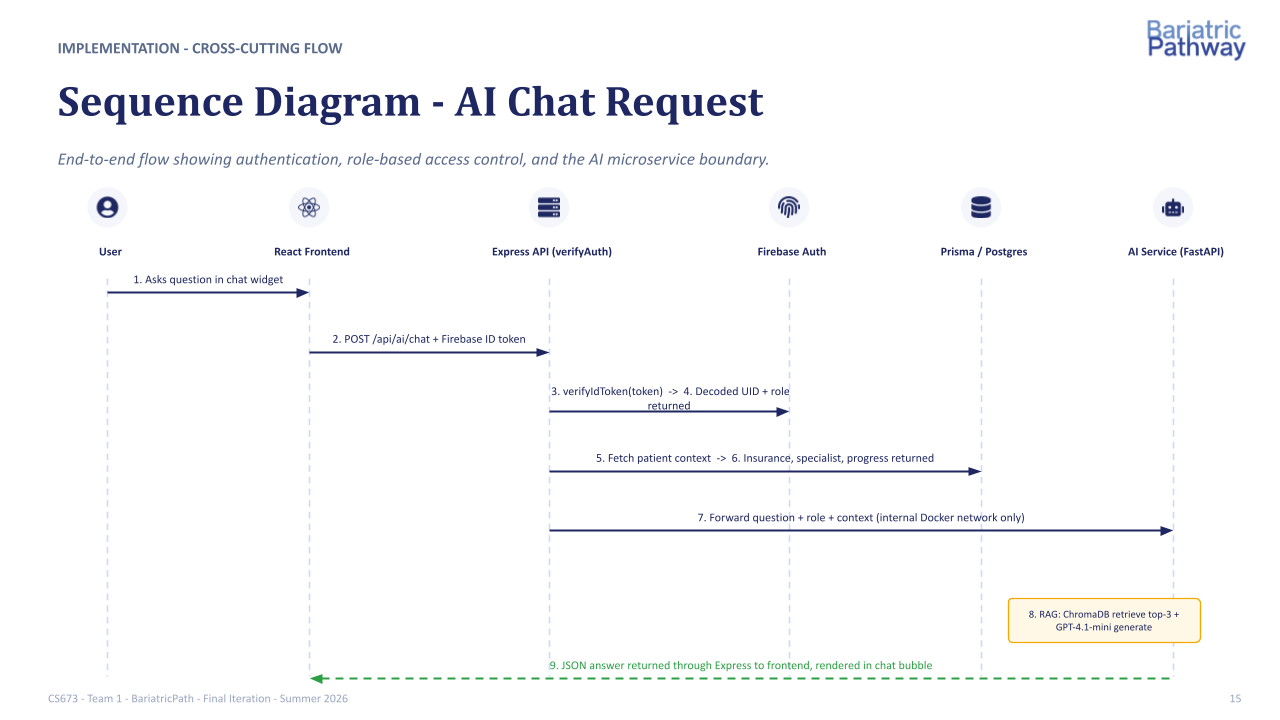 Bariatric
Pathway
IMPLEMENTATION - CROSS-CUTTING FLOW
Sequence Diagram - AI Chat Request
End-to-end flow showing authentication, role-based access control, and the AI microservice boundary.
User
React Frontend
Express API (verifyAuth)
Firebase Auth
Prisma / Postgres
AI Service (FastAPI)
1. Asks question in chat widget
2. POST /api/ai/chat + Firebase ID token
3. verifyIdToken(token) -> 4. Decoded UID + role
returned
5. Fetch patient context -> 6. Insurance, specialist, progress returned
7. Forward question + role + context (internal Docker network only)
8. RAG: ChromaDB retrieve top-3 +
GPT-4.1-mini generate
9. JSON answer returned through Express to frontend, rendered in chat bubble
CS673 - Team 1 - BariatricPath - Final Iteration - Summer 2026
15